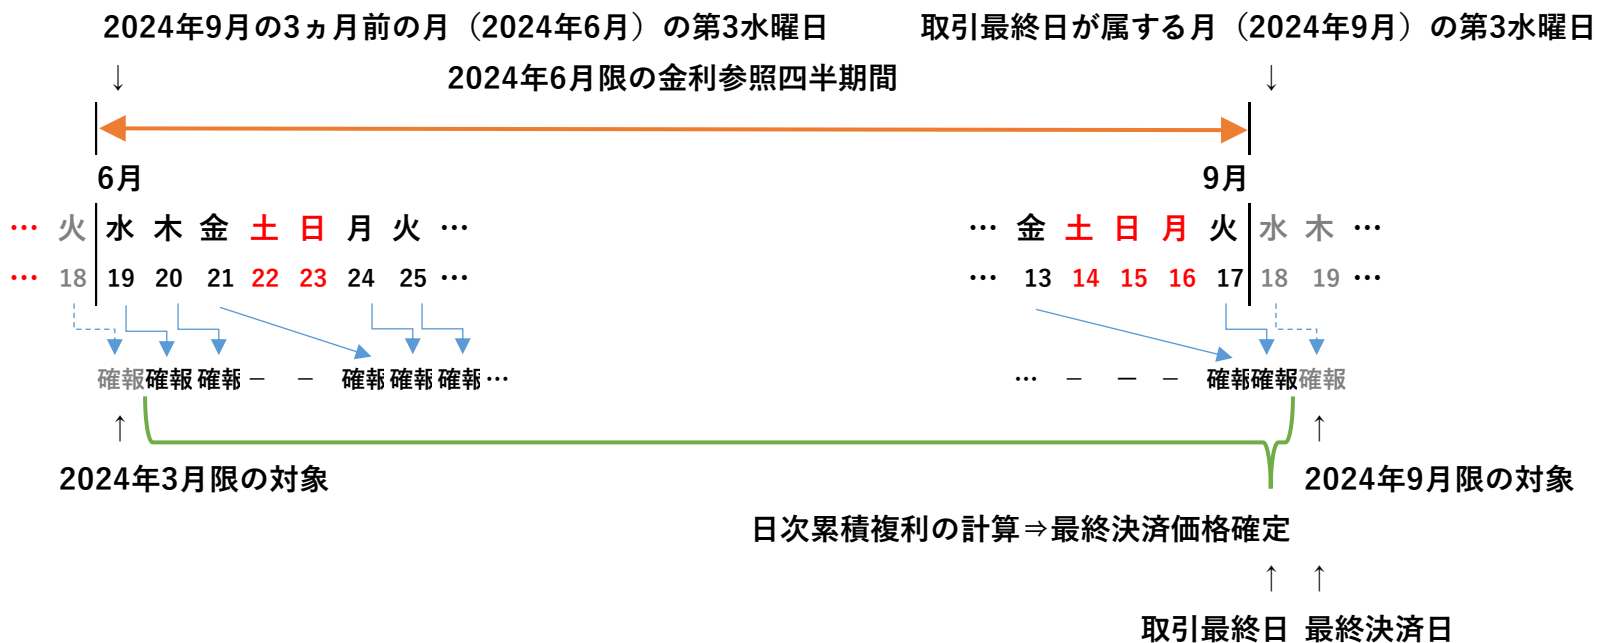 2024年9月の3ヵ月前の月（2024年6月）の第3水曜日 取引最終日が属する月（2024年9月）の第3水曜日
↓ 2024年6月限の金利参照四半期間 ↓
6月 9月
… 火 水 木 金 土 日 月 火 … … 金 土 日 月 火 水 木 …
… 18 19 20 21 22 23 24 25 … … 13 14 15 16 17 18 19 …
確報 確報 確報 － － 確報 確報 確報 … … － － － 確報 確報 確報
↑ ↑
2024年3月限の対象 2024年9月限の対象
日次累積複利の計算⇒最終決済価格確定
↑ ↑
取引最終日 最終決済日